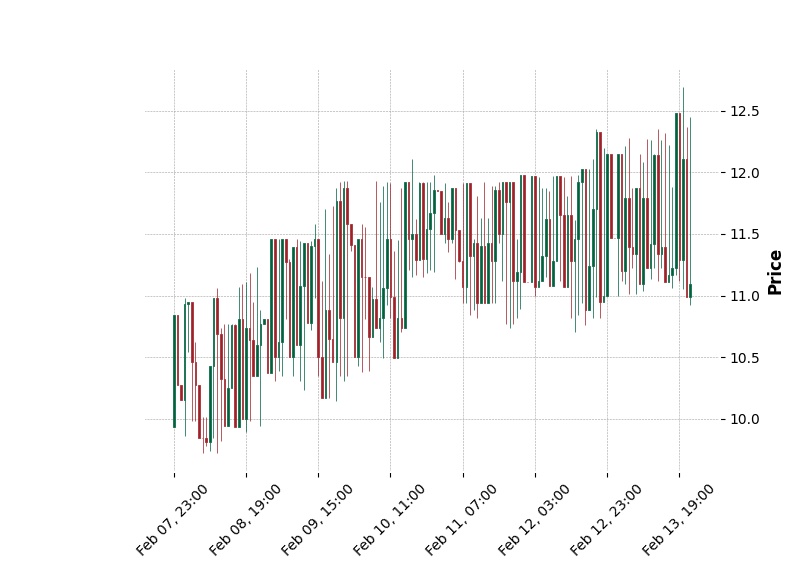 12.5
12.0
11.5
11.0
10.5
10.0
Price
Feb 07, 23:00
Feb 08, 19:00
Feb 09, 15:00
Feb 10, 11:00
Feb 11, 07:00
Feb 12, 03:00
Feb 12, 23:00
Feb 13, 19:00